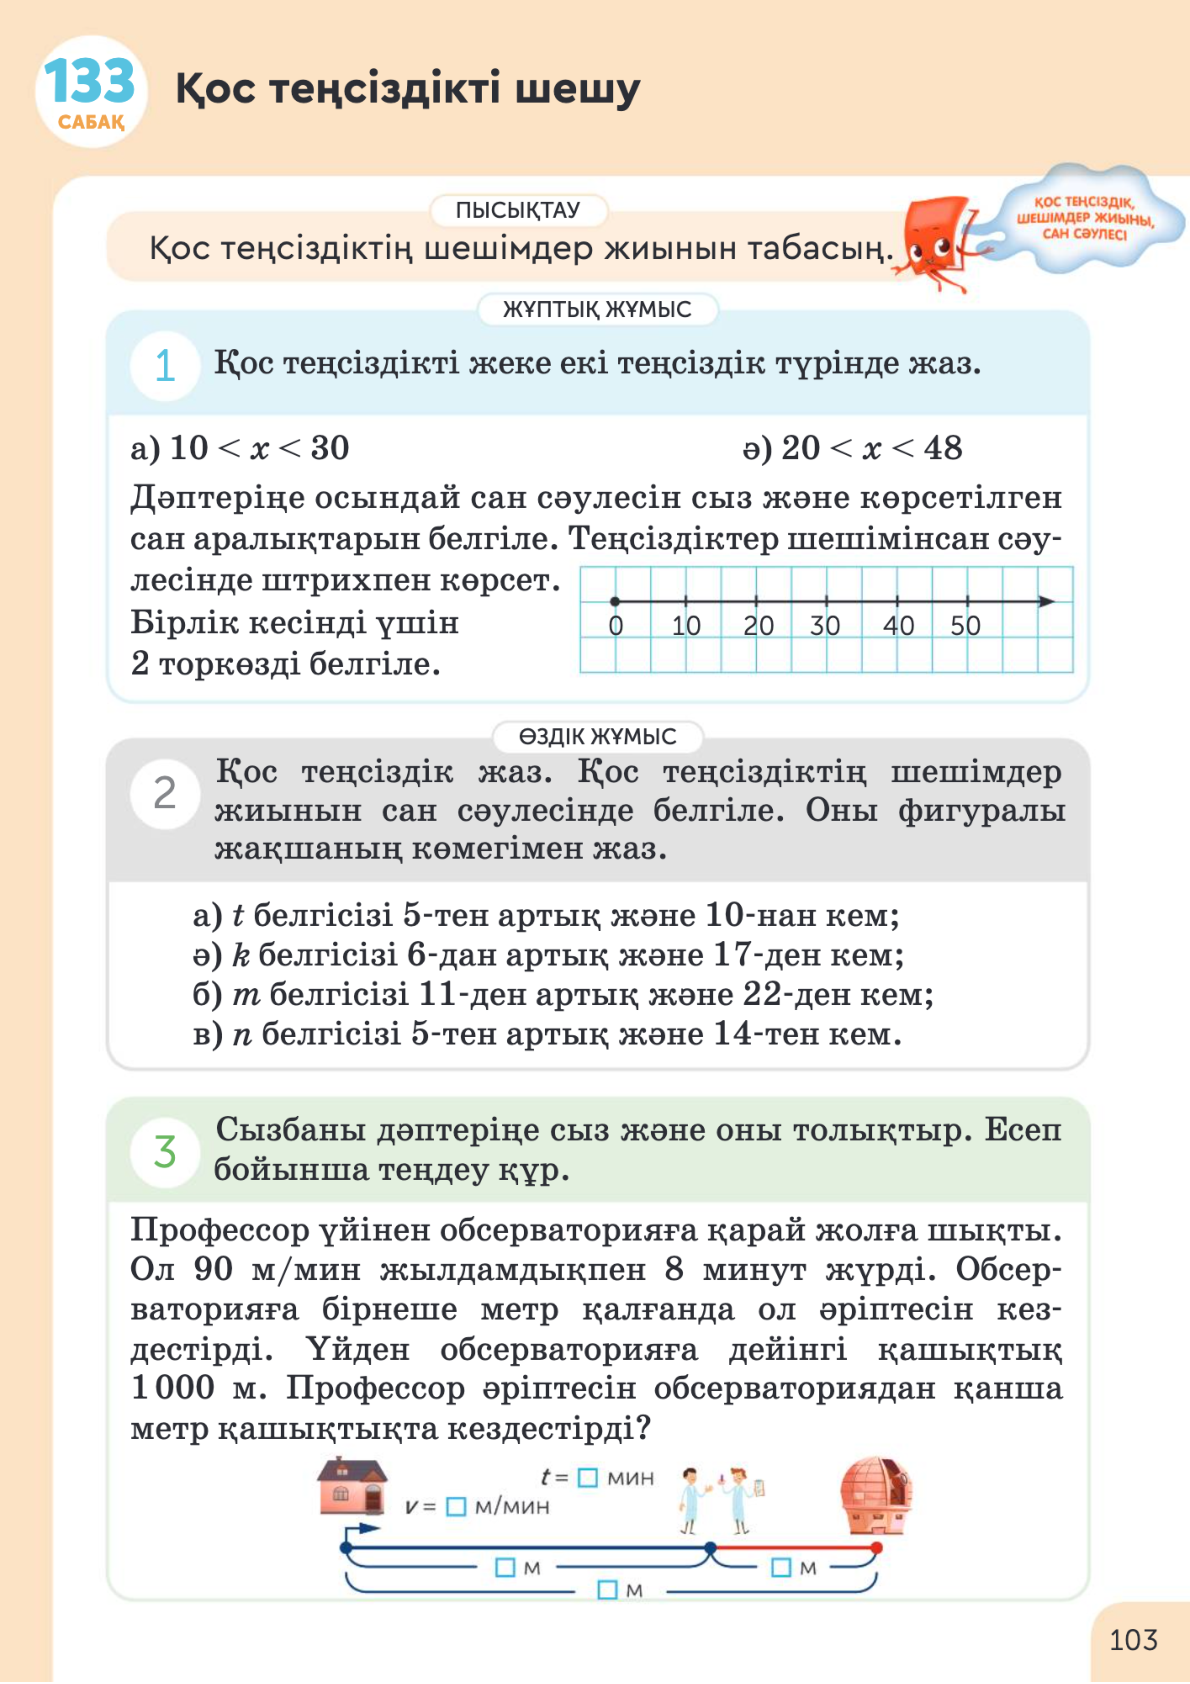 133
САБАҚ
Қос теңсіздікті шешу
ПЫСЫҚТАУ
Қос теңсіздіктің шешімдер жиынын табасың.
ҚОС ТЕҢСІЗДІК,
ШЕШІМДЕР ЖИЫНЫ,
САН СӘУЛЕСІ
ЖҰПТЫҚ ЖҰМЫС
1 Қос теңсіздікті жеке екі теңсіздік түрінде жаз.
а) 10 < x < 30 ә) 20 < x < 48
Дәптеріңе осындай сан сәулесін сыз және көрсетілген
сан аралықтарын белгіле. Теңсіздіктер шешімінсан сәу-
лесінде штрихпен көрсет.
Бірлік кесінді үшін
2 торкөзді белгіле.
0 10 20 30 40 50
ӨЗДІК ЖҰМЫС
2 Қос теңсіздік жаз. Қос теңсіздіктің шешімдер
жиынын сан сәулесінде белгіле. Оны фигуралы
жақшаның көмегімен жаз.
а) t белгісізі 5-тен артық және 10-нан кем;
ә) k белгісізі 6-дан артық және 17-ден кем;
б) m белгісізі 11-ден артық және 22-ден кем;
в) n белгісізі 5-тен артық және 14-тен кем.
3 Сызбаны дәптеріңе сыз және оны толықтыр. Есеп
бойынша теңдеу құр.
Профессор үйінен обсерваторияға қарай жолға шықты.
Ол 90 м/мин жылдамдықпен 8 минут жүрді. Обсер-
ваторияға бірнеше метр қалғанда ол әріптесін кез-
дестірді. Үйден обсерваторияға дейінгі қашықтық
1000 м. Профессор әріптесін обсерваториядан қанша
метр қашықтықта кездестірді?
t = □ мин
v = □ м/мин
□ м □ м
□ м
103